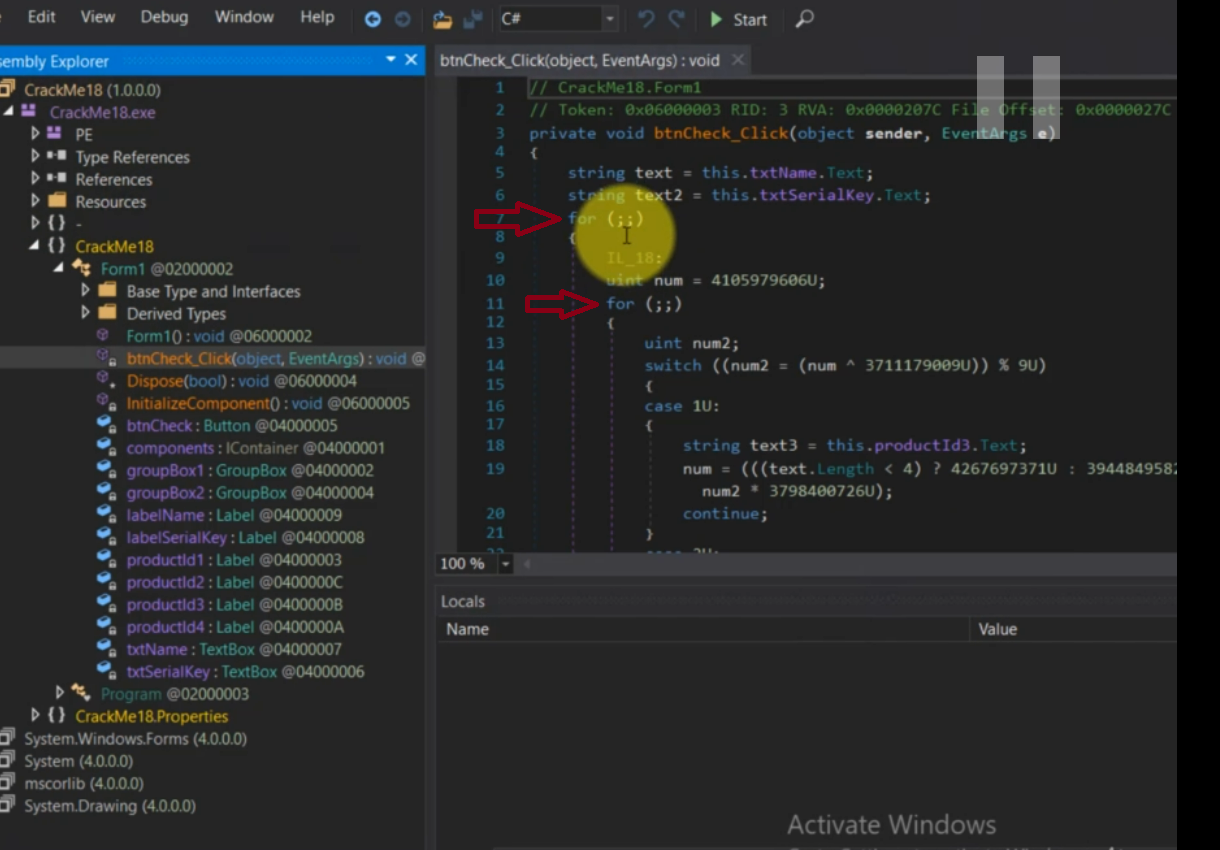 Edit View Debug Window Help C# Start
sembly Explorer
CrackMe18 (1.0.0.0)
CrackMe18.exe
PE
Type References
References
Resources
{ } -
{ } CrackMe18
Form1 @02000002
Base Type and Interfaces
Derived Types
Form1() : void @06000002
btnCheck_Click(object, EventArgs) : void @
Dispose(bool) : void @06000004
InitializeComponent() : void @06000005
btnCheck : Button @04000005
components : IContainer @04000001
groupBox1 : GroupBox @04000002
groupBox2 : GroupBox @04000004
labelName : Label @04000009
labelSerialKey : Label @04000008
productId1 : Label @04000003
productId2 : Label @0400000C
productId3 : Label @0400000B
productId4 : Label @0400000A
txtName : TextBox @04000007
txtSerialKey : TextBox @04000006
Program @02000003
{ } CrackMe18.Properties
System.Windows.Forms (4.0.0.0)
System (4.0.0.0)
mscorlib (4.0.0.0)
System.Drawing (4.0.0.0)
btnCheck_Click(object, EventArgs) : void
1 // CrackMe18.Form1
2 // Token: 0x06000003 RID: 3 RVA: 0x0000207C File Offset: 0x0000027C
3 private void btnCheck_Click(object sender, EventArgs e)
4 {
5 string text = this.txtName.Text;
6 string text2 = this.txtSerialKey.Text;
7 for (;;)
8 {
9 IL_18:
10 uint num = 4105979606U;
11 for (;;)
12 {
13 uint num2;
14 switch ((num2 = (num ^ 3711179009U)) % 9U)
15 {
16 case 1U:
17 {
18 string text3 = this.productId3.Text;
19 num = (((text.Length < 4) ? 4267697371U : 3944849582
num2 * 3798400726U);
20 continue;
21 }
100 %
Locals
Name Value
Activate Windows